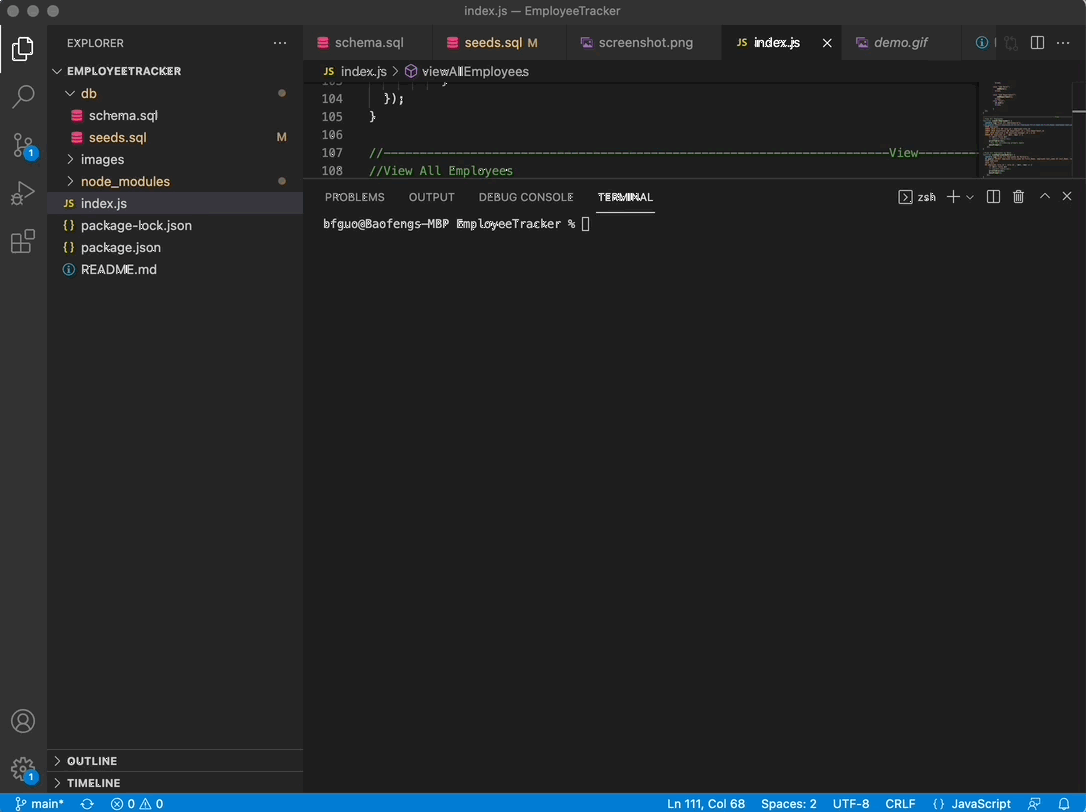 index.js — EmployeeTracker
EXPLORER
schema.sql
seeds.sql M
screenshot.png
JS index.js
demo.gif
EMPLOYEETRACKER
JS index.js > viewAllEmployees
db
schema.sql
seeds.sql M
images
node_modules
JS index.js
{} package-lock.json
{} package.json
README.md
104 });
105 }
106
107 //----------------------------------------------------------------------View--------
108 //View All Employees
PROBLEMS OUTPUT DEBUG CONSOLE TERMINAL
zsh
bfguo@Baofengs-MBP EmployeeTracker %
1
1
OUTLINE
TIMELINE
main* 0 0 Ln 111, Col 68 Spaces: 2 UTF-8 CRLF {} JavaScript